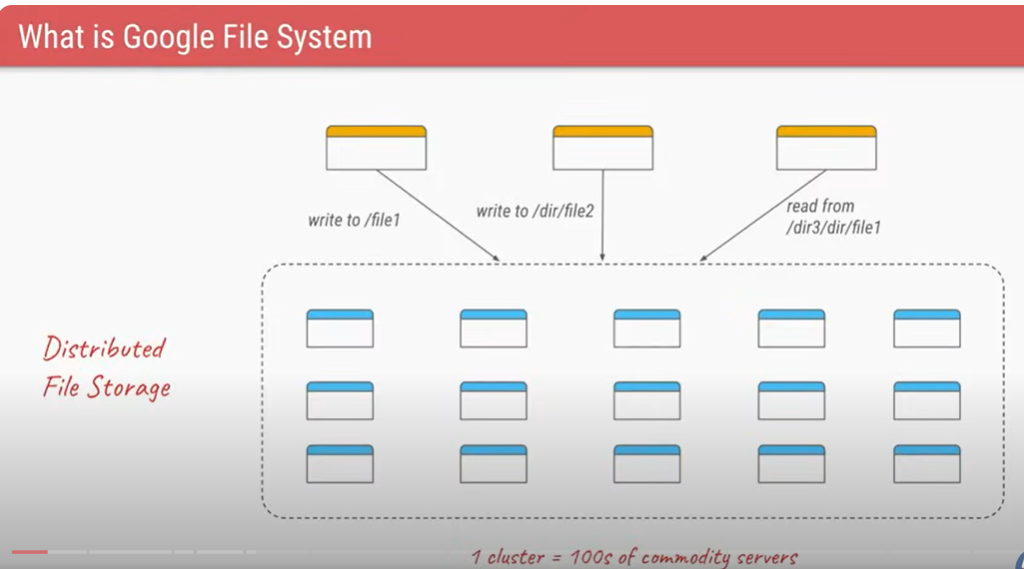 What is Google File System
write to /file1
write to /dir/file2
read from
/dir3/dir/file1
Distributed
File Storage
1 cluster = 100s of commodity servers